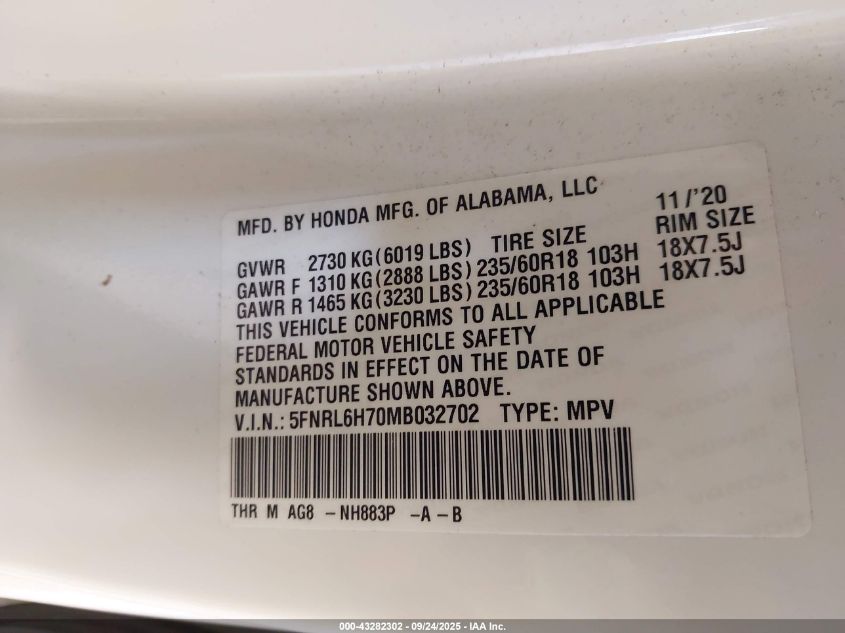 MFD. BY HONDA MFG. OF ALABAMA, LLC 11/'20
GVWR 2730 KG(6019 LBS) TIRE SIZE RIM SIZE
GAWR F 1310 KG(2888 LBS)235/60R18 103H 18X7.5J
GAWR R 1465 KG(3230 LBS)235/60R18 103H 18X7.5J
THIS VEHICLE CONFORMS TO ALL APPLICABLE
FEDERAL MOTOR VEHICLE SAFETY
STANDARDS IN EFFECT ON THE DATE OF
MANUFACTURE SHOWN ABOVE.
V.I.N.: 5FNRL6H70MB032702 TYPE: MPV
THR M AG8 -NH883P -A-B
000-43282302 - 09/24/2025 - IAA Inc.